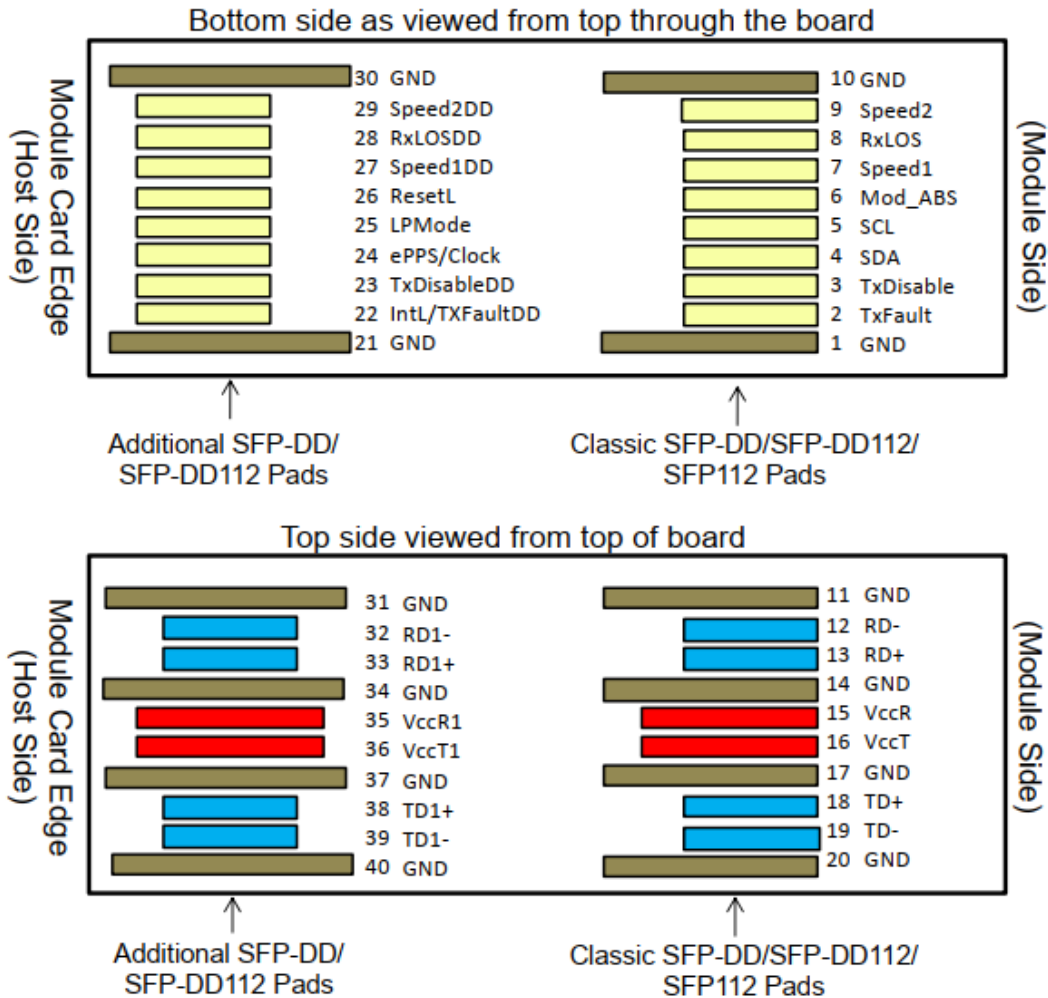 Bottom side as viewed from top through the board
Module Card Edge
(Host Side)
30 GND
29 Speed2DD
28 RxLOSDD
27 Speed1DD
26 ResetL
25 LPMode
24 ePPS/Clock
23 TxDisableDD
22 IntL/TXFaultDD
21 GND
10 GND
9 Speed2
8 RxLOS
7 Speed1
6 Mod_ABS
5 SCL
4 SDA
3 TxDisable
2 TxFault
1 GND
(Module Side)
Additional SFP-DD/
SFP-DD112 Pads
Classic SFP-DD/SFP-DD112/
SFP112 Pads
Top side viewed from top of board
Module Card Edge
(Host Side)
31 GND
32 RD1-
33 RD1+
34 GND
35 VccR1
36 VccT1
37 GND
38 TD1+
39 TD1-
40 GND
11 GND
12 RD-
13 RD+
14 GND
15 VccR
16 VccT
17 GND
18 TD+
19 TD-
20 GND
(Module Side)
Additional SFP-DD/
SFP-DD112 Pads
Classic SFP-DD/SFP-DD112/
SFP112 Pads